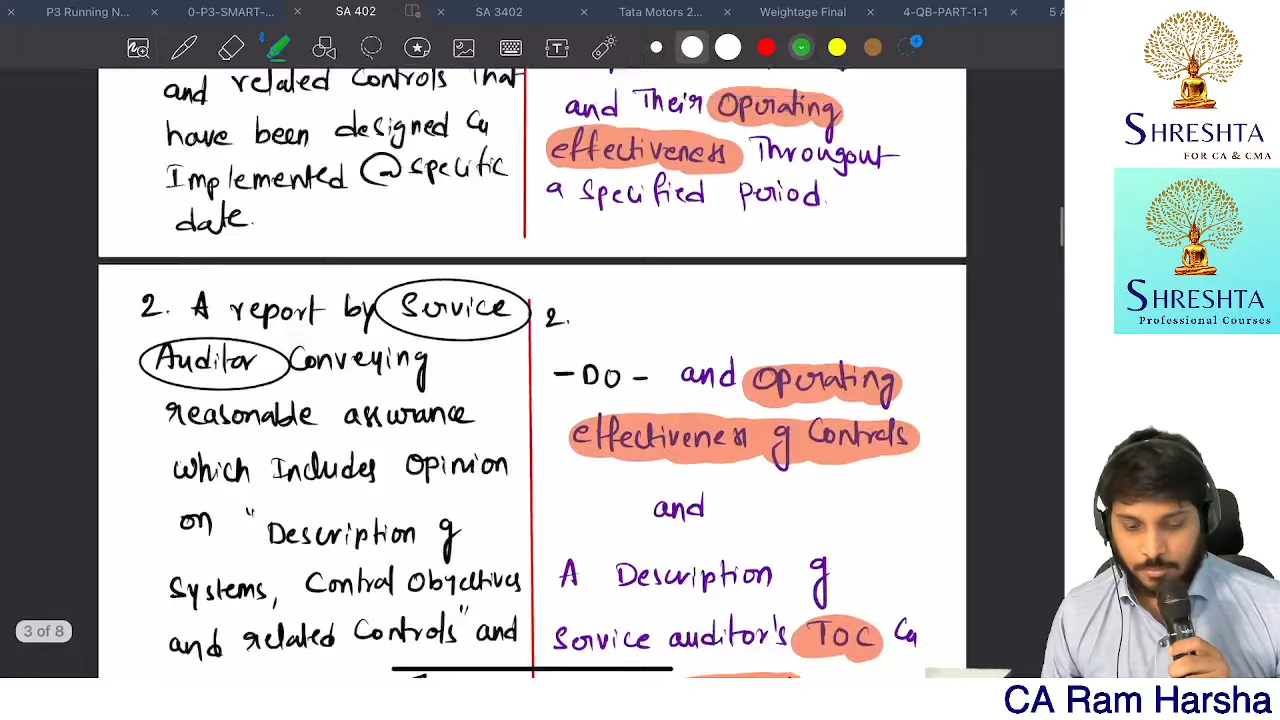 P3 Running N...
0-P3-SMART-...
SA 402
SA 3402
Tata Motors 2...
Weightage Final
4-QB-PART-1-1
5 A
and related Controls That
have been designed &
Implemented @ specific
date.
and Their Operating
effectiveness Througout
a specified period.
2. A report by Service
Auditor Conveying
reasonable assurance
which Includes Opinion
on "Description of
Systems, Control Objectives
and related Controls" and
2.
- DO - and Operating
effectiveness of Controls
and
A Description of
Service auditor's TOC &
3 of 8
SHRESHTA
FOR CA & CMA
SHRESHTA
Professional Courses
CA Ram Harsha